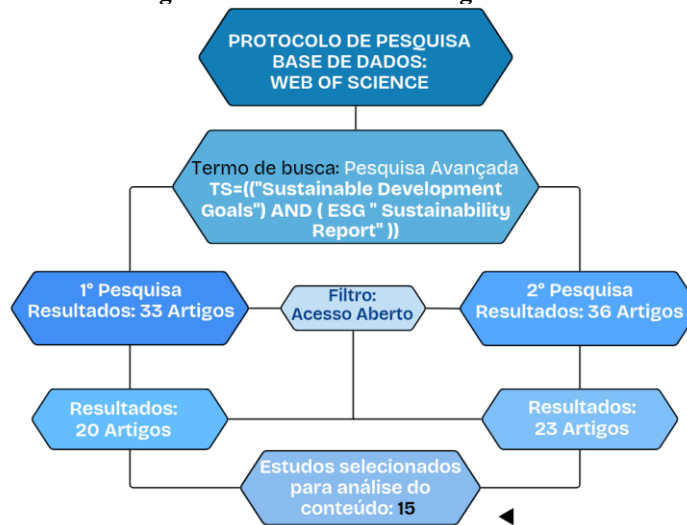 PROTOCOLO DE PESQUISA
BASE DE DADOS:
WEB OF SCIENCE
Termo de busca: Pesquisa Avançada
TS=(("Sustainable Development
Goals") AND ( ESG " Sustainability
Report" ))
1° Pesquisa
Resultados: 33 Artigos
Filtro:
Acesso Aberto
2° Pesquisa
Resultados: 36 Artigos
Resultados:
20 Artigos
Resultados:
23 Artigos
Estudos selecionados
para análise do
conteúdo: 15